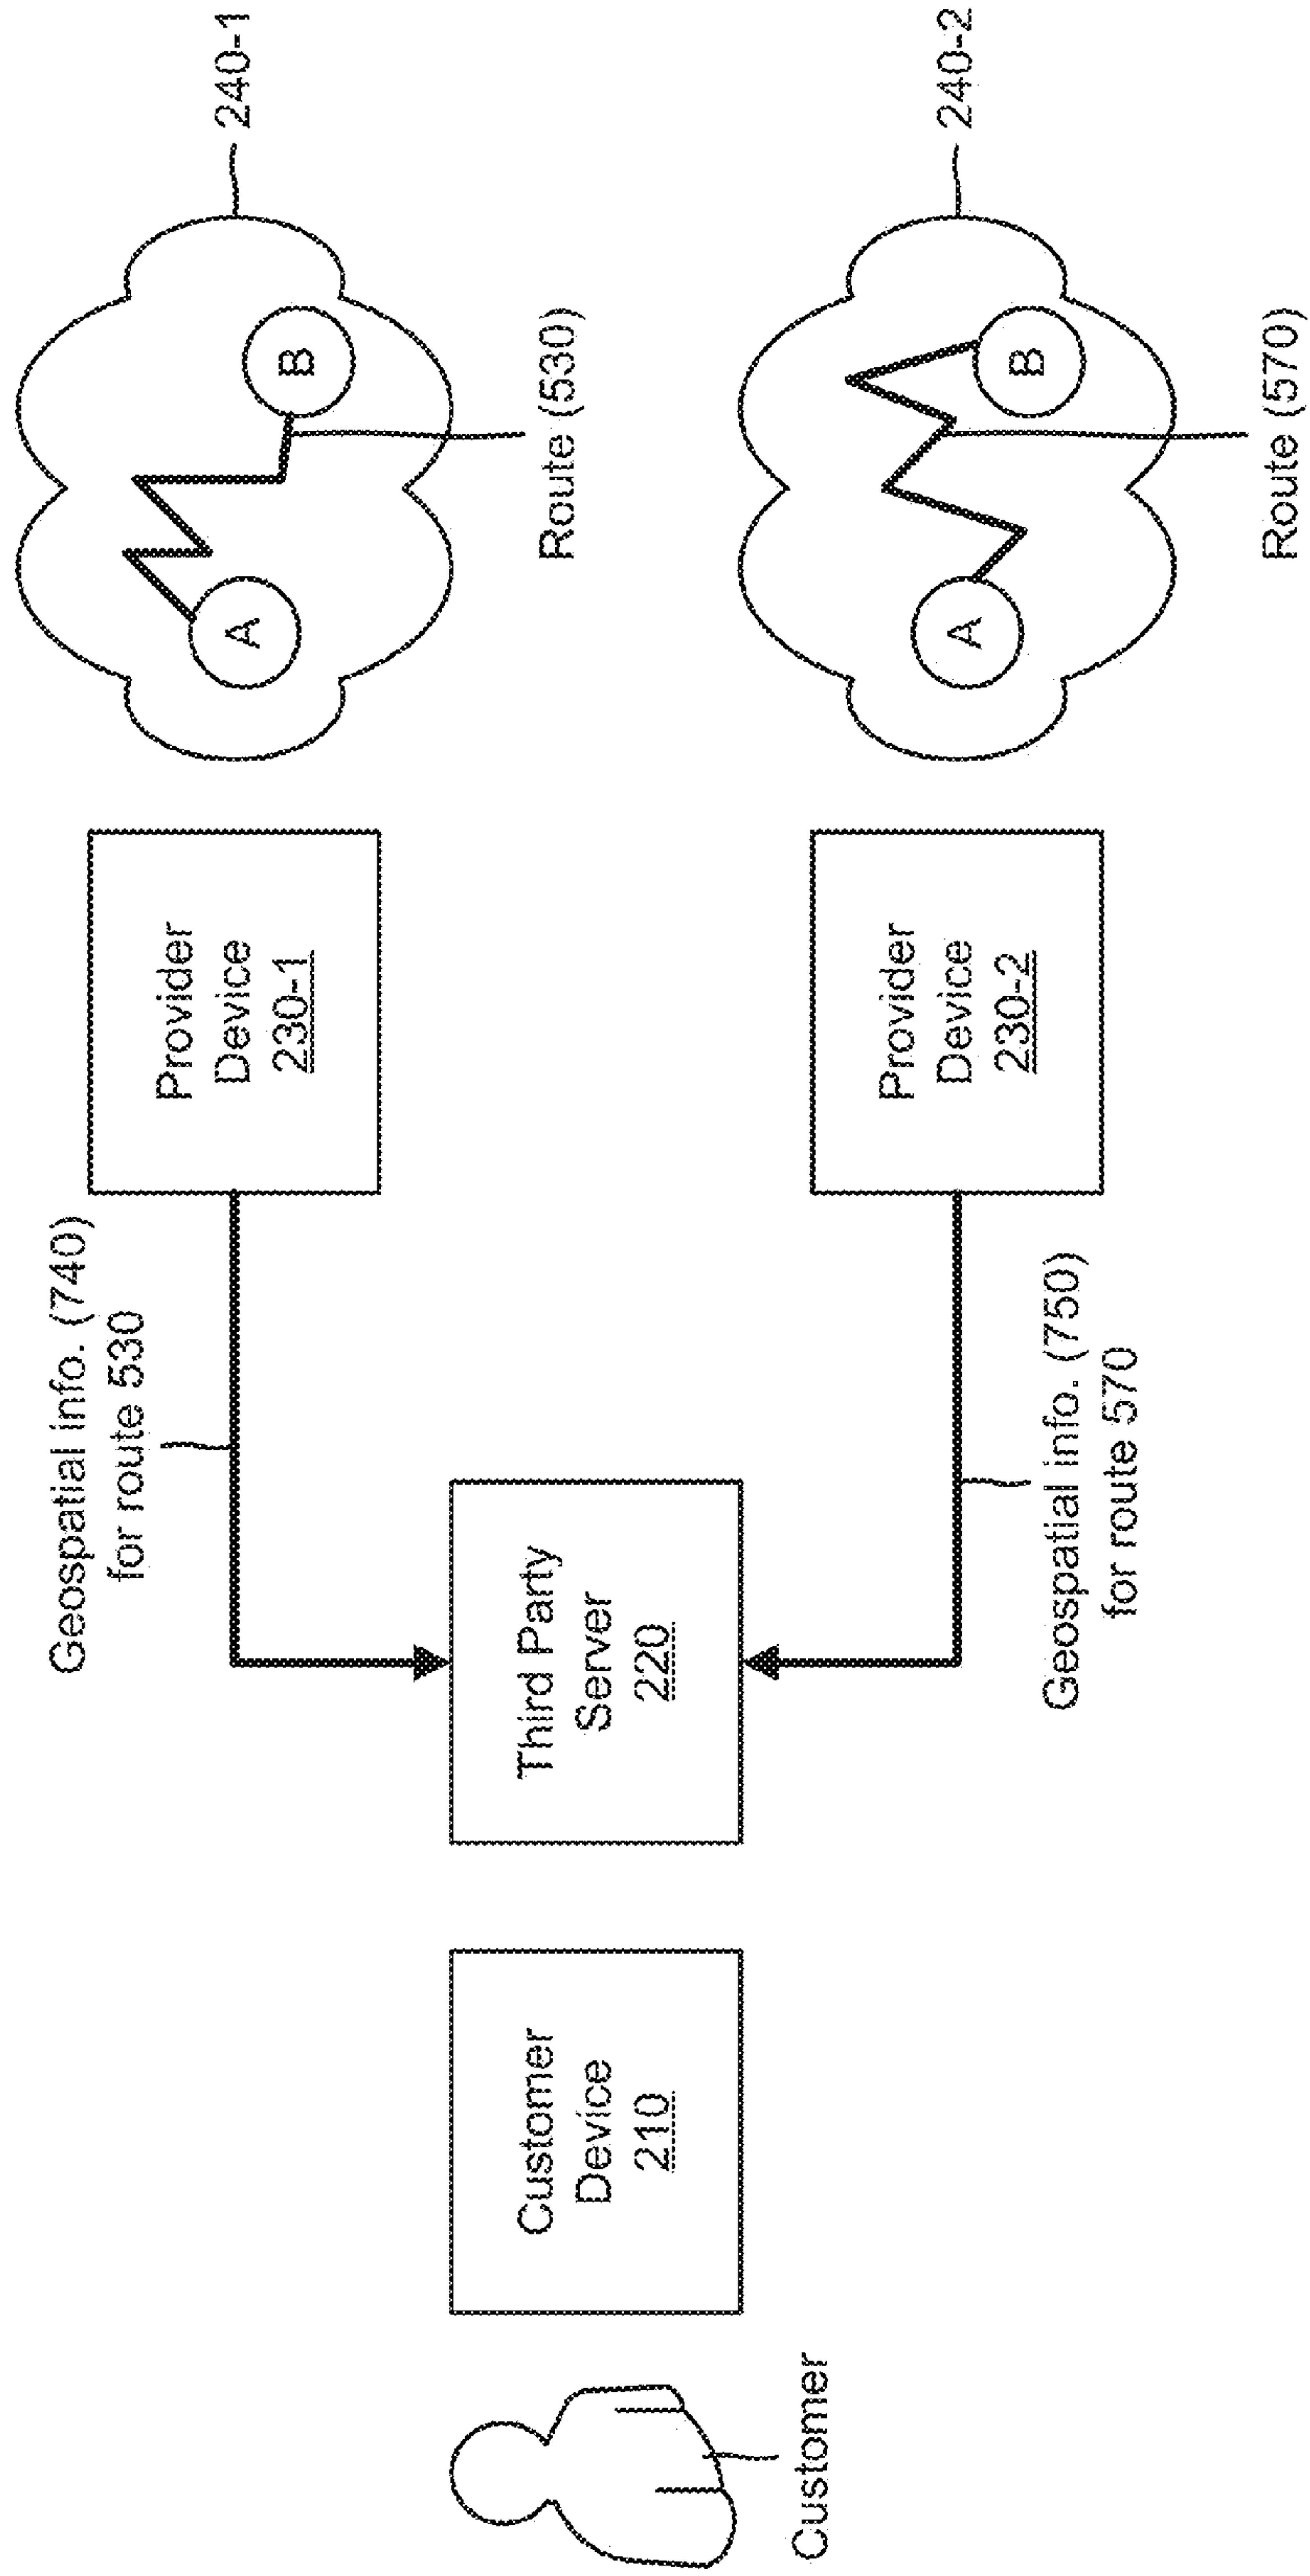 Geospatial info. (740)
for route 530
Provider
Device
230-1
A
B
240-1
Route (530)
Customer
Customer
Device
210
Third Party
Server
220
Provider
Device
230-2
A
B
240-2
Geospatial info. (750)
for route 570
Route (570)